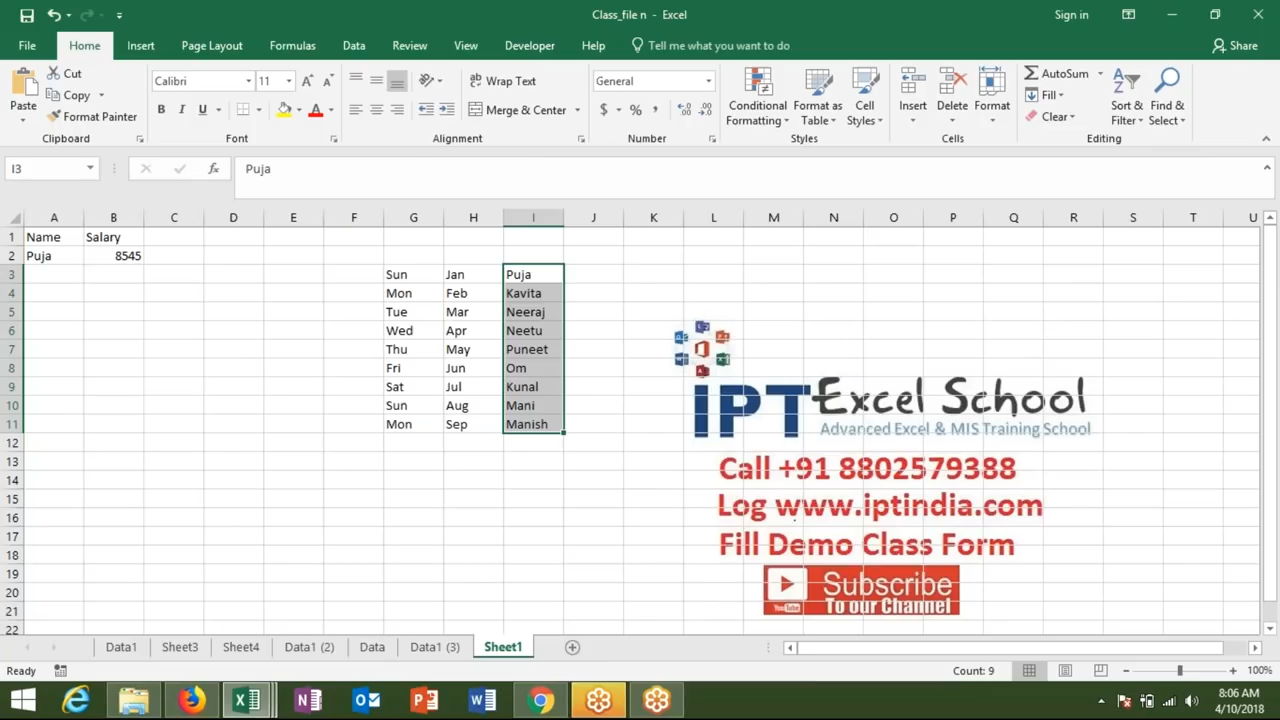 Class_file n - Excel
Sign in
File Home Insert Page Layout Formulas Data Review View Developer Help Tell me what you want to do Share
Paste
Cut
Copy
Format Painter
Clipboard
Calibri 11
B I U
Font
Wrap Text
Merge & Center
Alignment
General
$ % ,
Number
Conditional Formatting
Format as Table
Cell Styles
Styles
Insert
Delete
Format
Cells
AutoSum
Fill
Clear
Sort & Filter
Find & Select
Editing
I3
fx
Puja
A B C D E F G H I J K L M N O P Q R S T U
1 Name Salary
2 Puja 8545
3 Sun Jan Puja
4 Mon Feb Kavita
5 Tue Mar Neeraj
6 Wed Apr Neetu
7 Thu May Puneet
8 Fri Jun Om
9 Sat Jul Kunal
10 Sun Aug Mani
11 Mon Sep Manish
12
13
14
15
16
17
18
19
20
21
22
IPT Excel School
Advanced Excel & MIS Training School
Call +91 8802579388
Log www.iptindia.com
Fill Demo Class Form
Subscribe
To our Channel
YouTube
Data1 Sheet3 Sheet4 Data1 (2) Data Data1 (3) Sheet1
Ready
Count: 9
100%
8:06 AM
4/10/2018